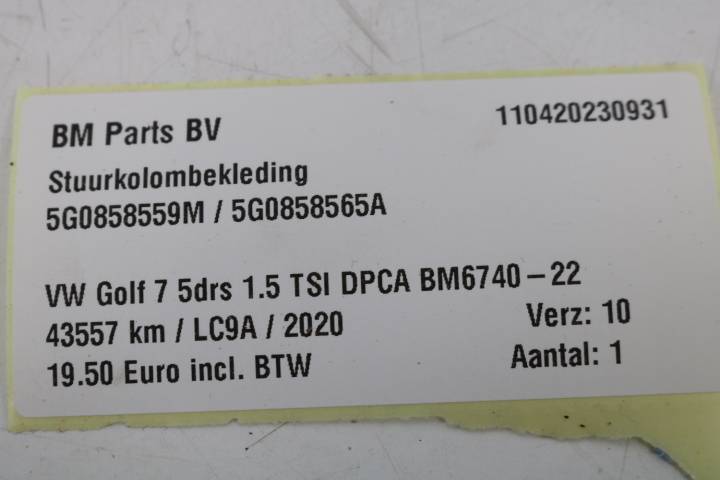 BM Parts BV 110420230931
Stuurkolombekleding
5G0858559M / 5G0858565A
VW Golf 7 5drs 1.5 TSI DPCA BM6740-22
43557 km / LC9A / 2020 Verz: 10
19.50 Euro incl. BTW Aantal: 1